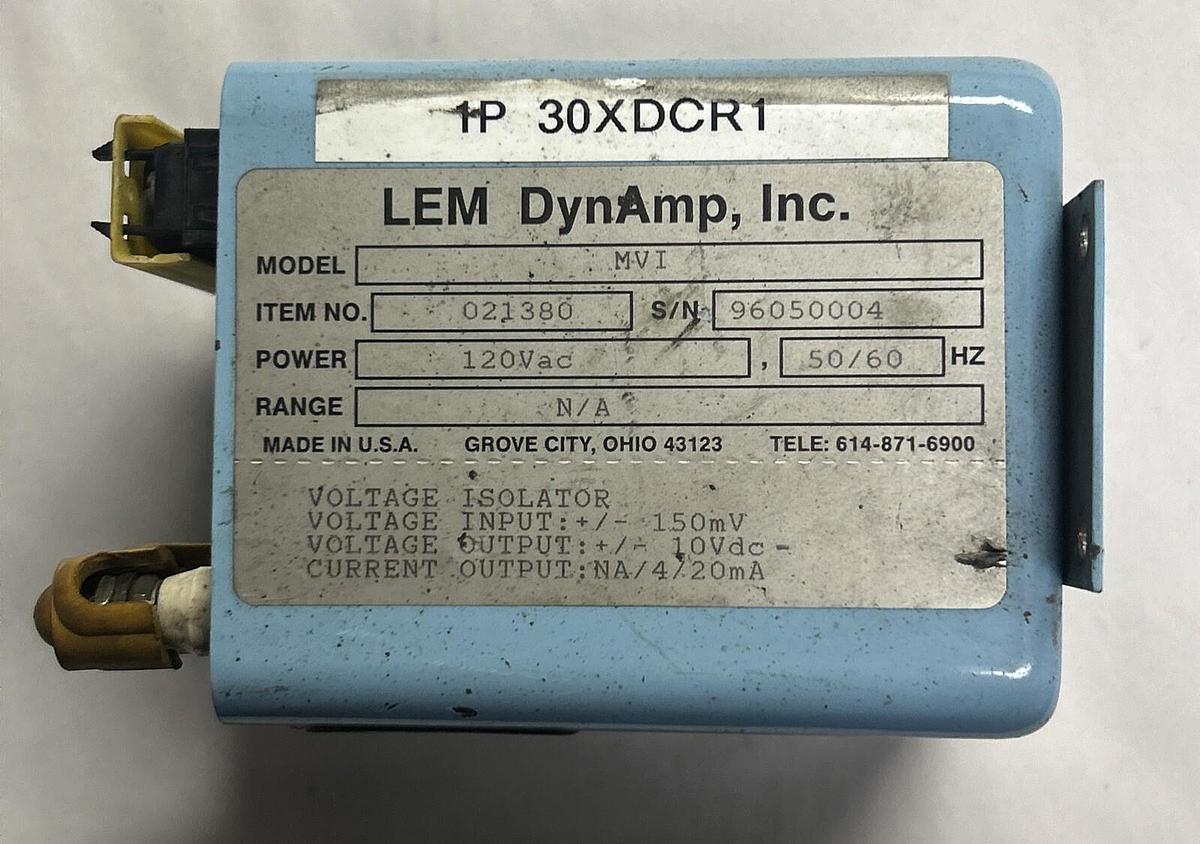 1P 30XDCR1
LEM DynAmp, Inc.
MODEL MVI
ITEM NO. 021380 S/N 96050004
POWER 120Vac , 50/60 HZ
RANGE N/A
MADE IN U.S.A. GROVE CITY, OHIO 43123 TELE: 614-871-6900
VOLTAGE ISOLATOR
VOLTAGE INPUT:+/- 150mV
VOLTAGE OUTPUT:+/- 10Vdc-
CURRENT OUTPUT:NA/4/20mA